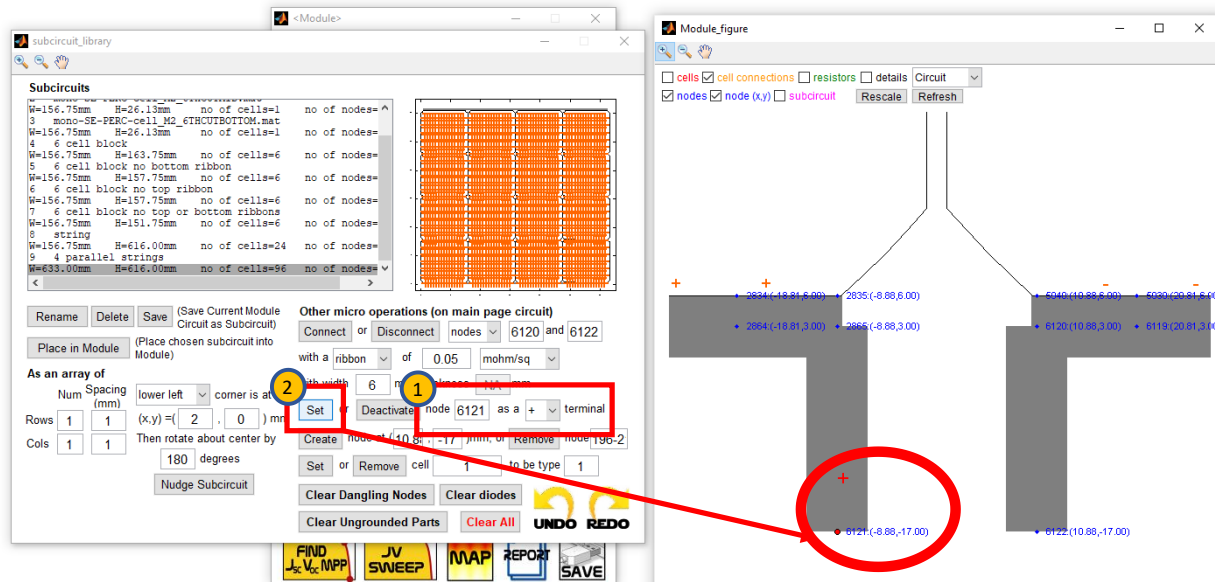 <Module>
subcircuit_library
Subcircuits
W=156.75mm H=26.13mm no of cells=1 no of nodes=
3 mono-SE-PERC-cell_M2_6THCUTBOTTOM.mat
W=156.75mm H=26.13mm no of cells=1 no of nodes=
4 6 cell block
W=156.75mm H=163.75mm no of cells=6 no of nodes=
5 6 cell block no bottom ribbon
W=156.75mm H=157.75mm no of cells=6 no of nodes=
6 6 cell block no top ribbon
W=156.75mm H=157.75mm no of cells=6 no of nodes=
7 6 cell block no top or bottom ribbons
W=156.75mm H=151.75mm no of cells=6 no of nodes=
8 string
W=156.75mm H=616.00mm no of cells=24 no of nodes=
9 4 parallel strings
W=633.00mm H=616.00mm no of cells=96 no of nodes=
Rename Delete Save (Save Current Module Circuit as Subcircuit)
Place in Module (Place chosen subcircuit into Module)
As an array of
Num Spacing (mm) lower left corner is at
Rows 1 1 (x,y) =( 2 , 0 ) mm
Cols 1 1 Then rotate about center by
180 degrees
Nudge Subcircuit
Other micro operations (on main page circuit)
Connect or Disconnect nodes 6120 and 6122
with a ribbon of 0.05 mohm/sq
with width 6 NA mm
2 1
Set or Deactivate node 6121 as a + terminal
Create node at ( 10.88 , -17 )mm, or Remove node 196-2
Set or Remove cell 1 to be type 1
Clear Dangling Nodes Clear diodes
Clear Ungrounded Parts Clear All UNDO REDO
FIND Jsc Voc MPP JV SWEEP MAP REPORT SAVE
Module_figure
cells cell connections resistors details Circuit
nodes node (x,y) subcircuit Rescale Refresh
+ + - -
2834:(-18.81,6.00) 2835:(-8.88,6.00) 5940:(10.88,6.00) 5939:(20.81,6.00
2864:(-18.81,3.00) 2865:(-8.88,3.00) 6120:(10.88,3.00) 6119:(20.81,3.00
+
6121:(-8.88,-17.00) 6122:(10.88,-17.00)